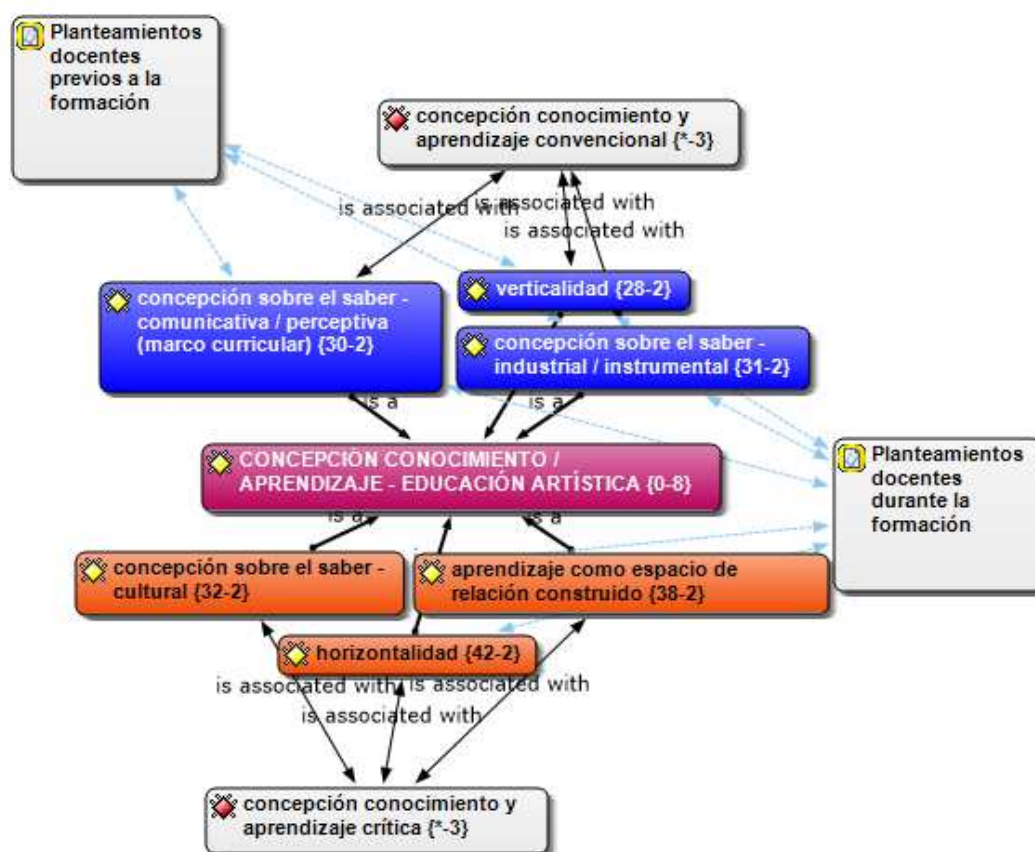 Planteamientos
docentes
previos a la
formación
concepción conocimiento y
aprendizaje convencional {*-3}
is associated with
is associated with
is associated with
concepción sobre el saber -
comunicativa / perceptiva
(marco curricular) {30-2}
verticalidad {28-2}
concepción sobre el saber -
industrial / instrumental {31-2}
is a
is a
CONCEPCIÓN CONOCIMIENTO /
APRENDIZAJE - EDUCACIÓN ARTÍSTICA {0-8}
Planteamientos
docentes
durante la
formación
is a
is a
concepción sobre el saber -
cultural {32-2}
aprendizaje como espacio de
relación construido {38-2}
horizontalidad {42-2}
is associated with
is associated with
is associated with
concepción conocimiento y
aprendizaje crítica {*-3}